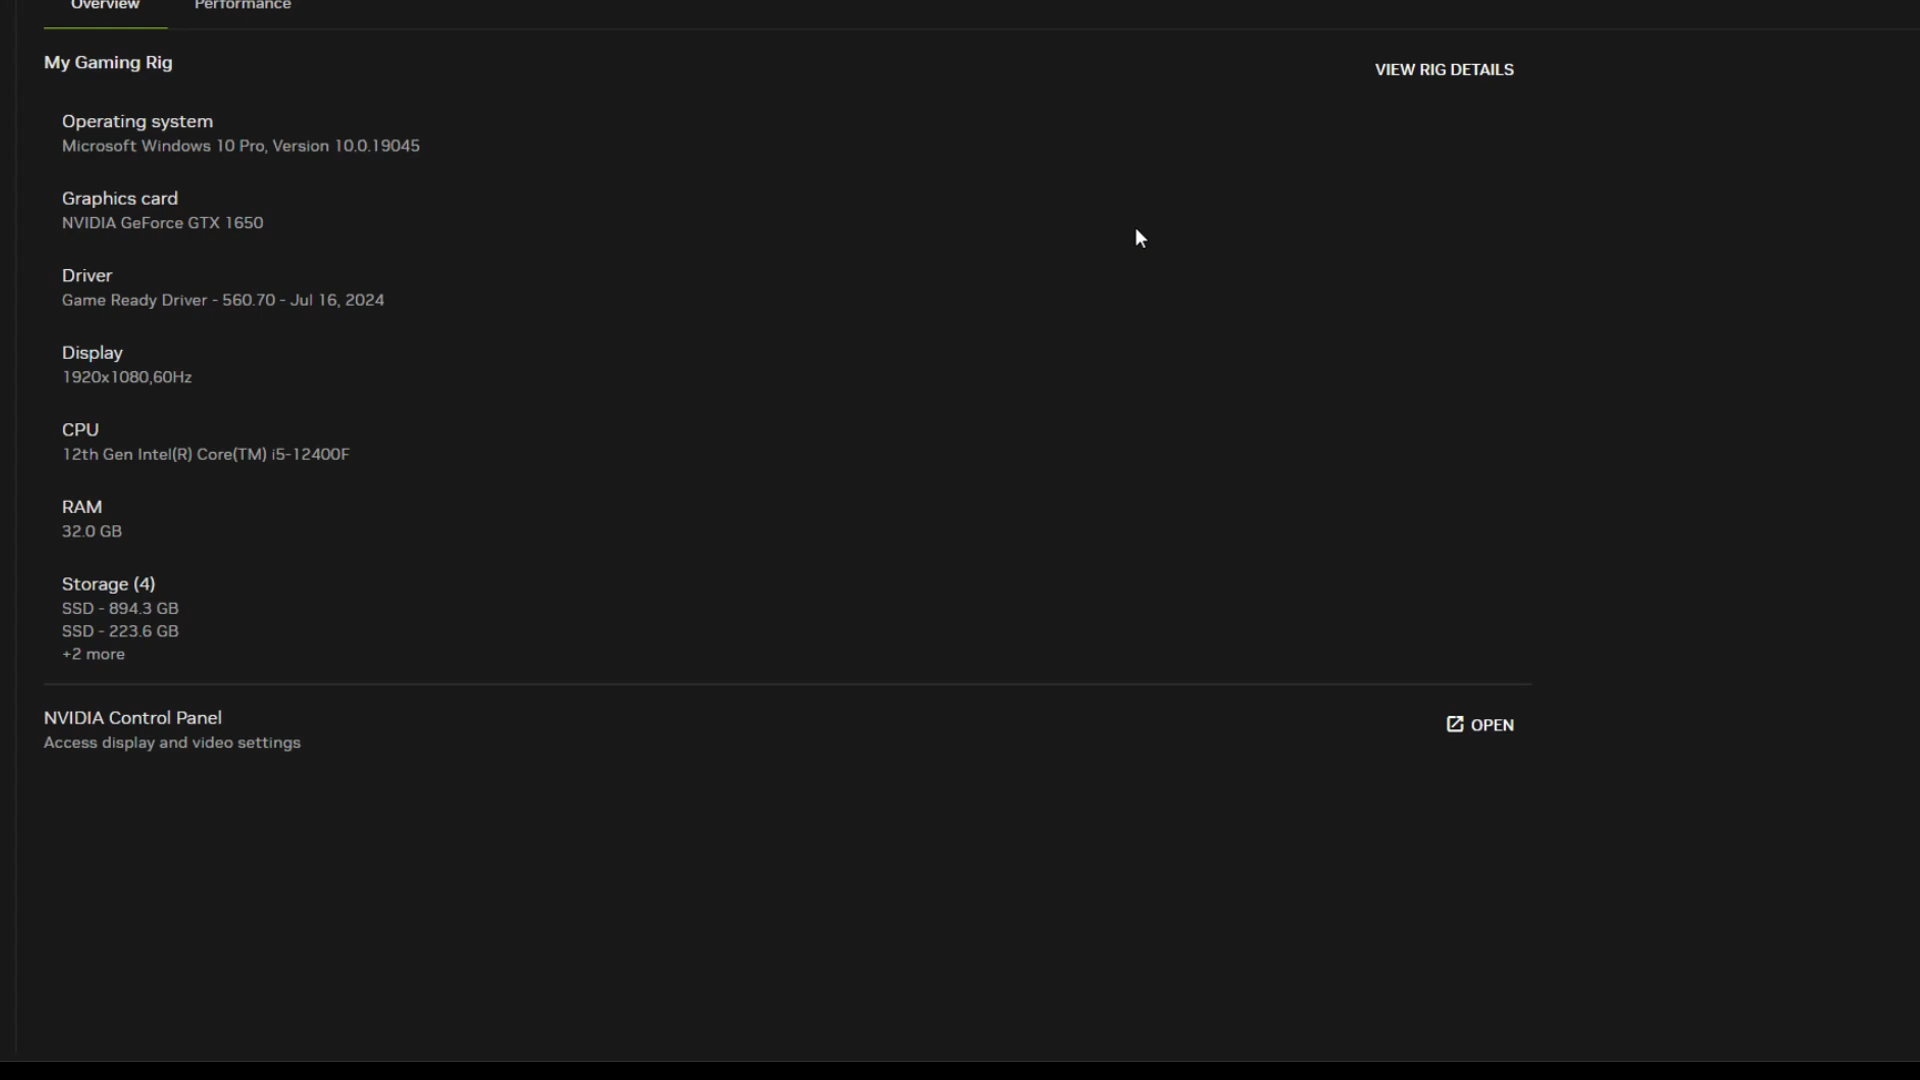 Overview Performance
My Gaming Rig
VIEW RIG DETAILS
Operating system
Microsoft Windows 10 Pro, Version 10.0.19045
Graphics card
NVIDIA GeForce GTX 1650
Driver
Game Ready Driver - 560.70 - Jul 16, 2024
Display
1920x1080,60Hz
CPU
12th Gen Intel(R) Core(TM) i5-12400F
RAM
32.0 GB
Storage (4)
SSD - 894.3 GB
SSD - 223.6 GB
+2 more
NVIDIA Control Panel
OPEN
Access display and video settings